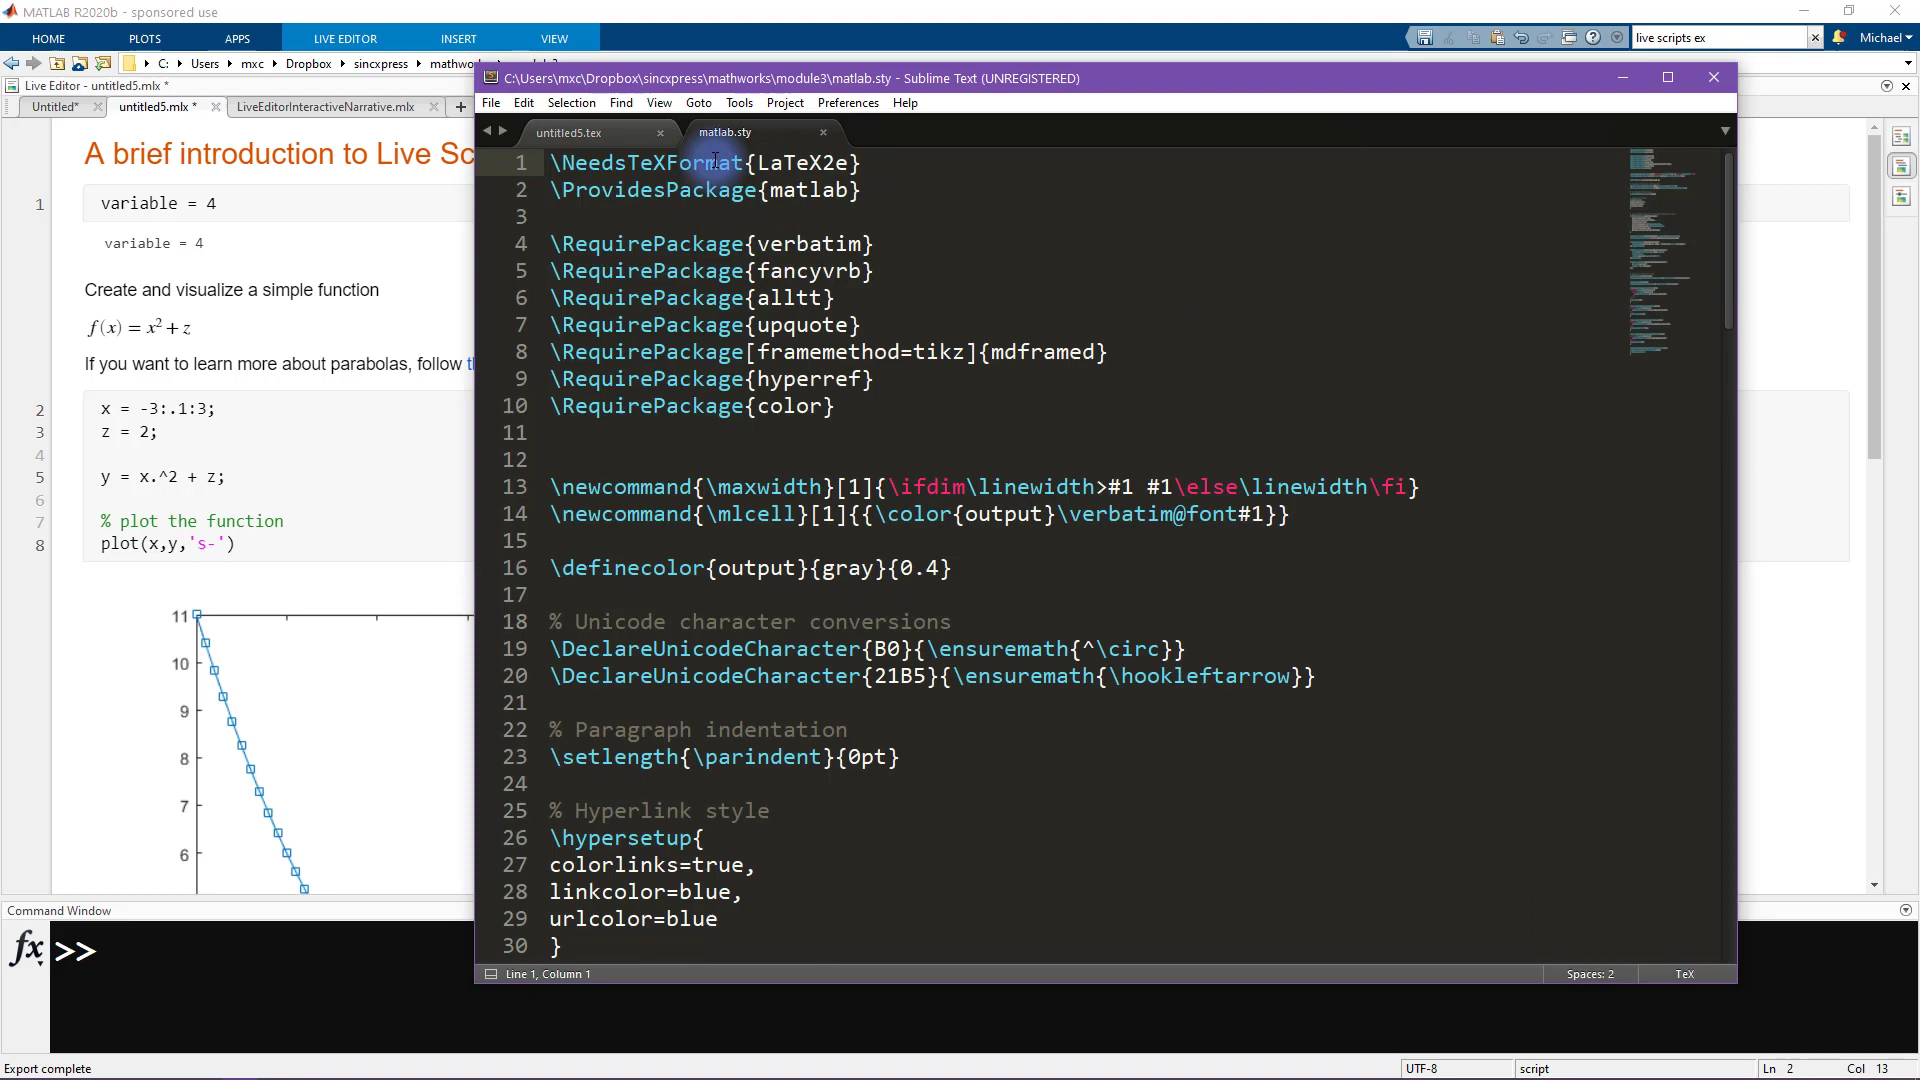 MATLAB R2020b - sponsored use
HOME PLOTS APPS LIVE EDITOR INSERT VIEW
live scripts ex
Michael
C: Users mxc Dropbox sincxpress
Live Editor - untitled5.mlx *
Untitled* untitled5.mlx * LiveEditorInteractiveNarrative.mlx
A brief introduction to Live Sc
1 variable = 4
variable = 4
Create and visualize a simple function
f(x) = x² + z
If you want to learn more about parabolas, follow
2 x = -3:.1:3;
3 z = 2;
4
5 y = x.^2 + z;
6
7 % plot the function
8 plot(x,y,'s-')
11
10
9
8
7
6
C:\Users\mxc\Dropbox\sincxpress\mathworks\module3\matlab.sty - Sublime Text (UNREGISTERED)
File Edit Selection Find View Goto Tools Project Preferences Help
untitled5.tex matlab.sty
1 \NeedsTeXFormat{LaTeX2e}
2 \ProvidesPackage{matlab}
3
4 \RequirePackage{verbatim}
5 \RequirePackage{fancyvrb}
6 \RequirePackage{alltt}
7 \RequirePackage{upquote}
8 \RequirePackage[framemethod=tikz]{mdframed}
9 \RequirePackage{hyperref}
10 \RequirePackage{color}
11
12
13 \newcommand{\maxwidth}[1]{\ifdim\linewidth>#1 #1\else\linewidth\fi}
14 \newcommand{\mlcell}[1]{{\color{output}\verbatim@font#1}}
15
16 \definecolor{output}{gray}{0.4}
17
18 % Unicode character conversions
19 \DeclareUnicodeCharacter{B0}{\ensuremath{^\circ}}
20 \DeclareUnicodeCharacter{21B5}{\ensuremath{\hookleftarrow}}
21
22 % Paragraph indentation
23 \setlength{\parindent}{0pt}
24
25 % Hyperlink style
26 \hypersetup{
27 colorlinks=true,
28 linkcolor=blue,
29 urlcolor=blue
30 }
Line 1, Column 1 Spaces: 2 TeX
Command Window
fx >>
Export complete UTF-8 script Ln 2 Col 13